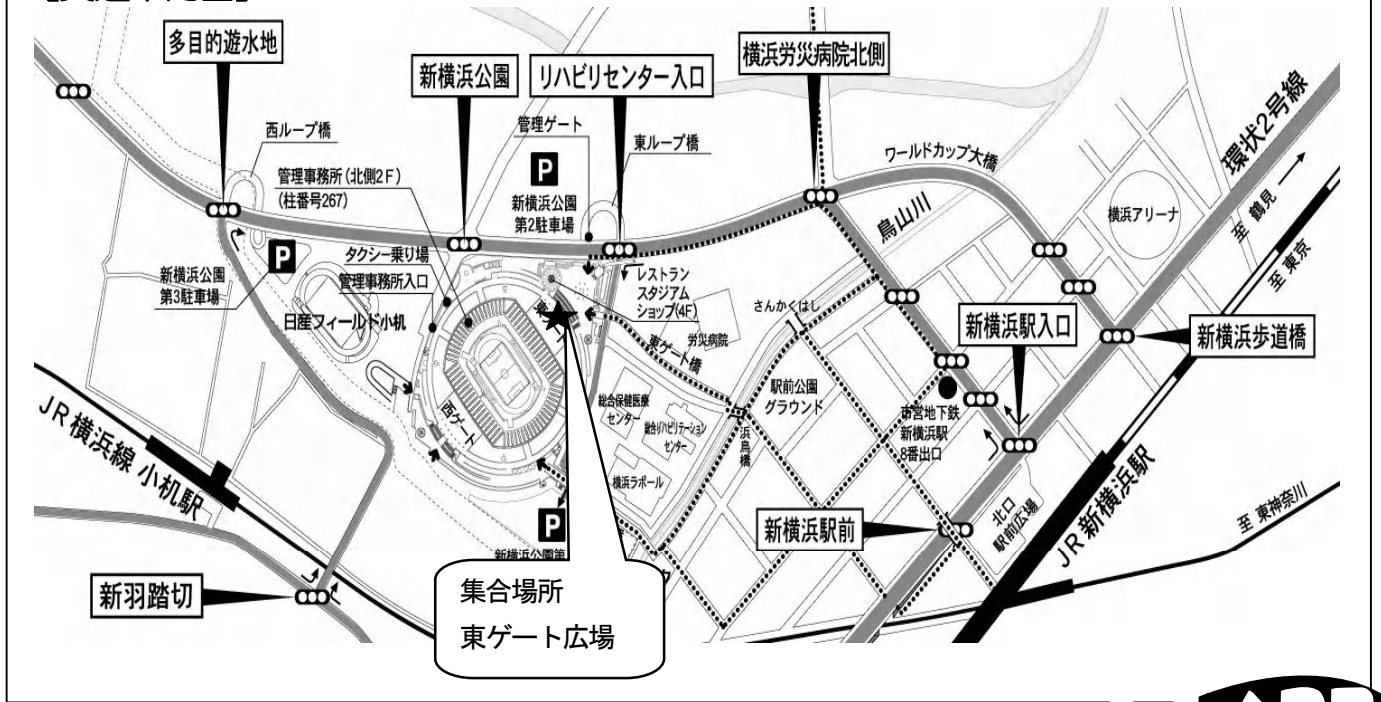 多目的遊水地
新横浜公園
リハビリセンター入口
横浜労災病院北側
西ループ橋
管理ゲート
東ループ橋
ワールドカップ大橋
環状2号線
管理事務所(北側2F)
(柱番号267)
P
新横浜公園
第2駐車場
鳥山川
横浜アリーナ
至 鶴見
至 東京
タクシー乗り場
管理事務所入口
P
新横浜公園
第3駐車場
日産フィールド小机
レストラン
スタジアム
ショップ(4F)
さんかくはし
新横浜駅入口
新横浜歩道橋
労災病院
東ゲート橋
駅前公園
グラウンド
総合保健医療
センター
総合リハビリテーション
センター
市営地下鉄
新横浜駅
8番出口
浜鳥橋
西ゲート
横浜ラポール
JR横浜線 小机駅
P
新横浜公園第
新横浜駅前
北口
駅前広場
JR新横浜駅
至 東神奈川
新羽踏切
集合場所
東ゲート広場